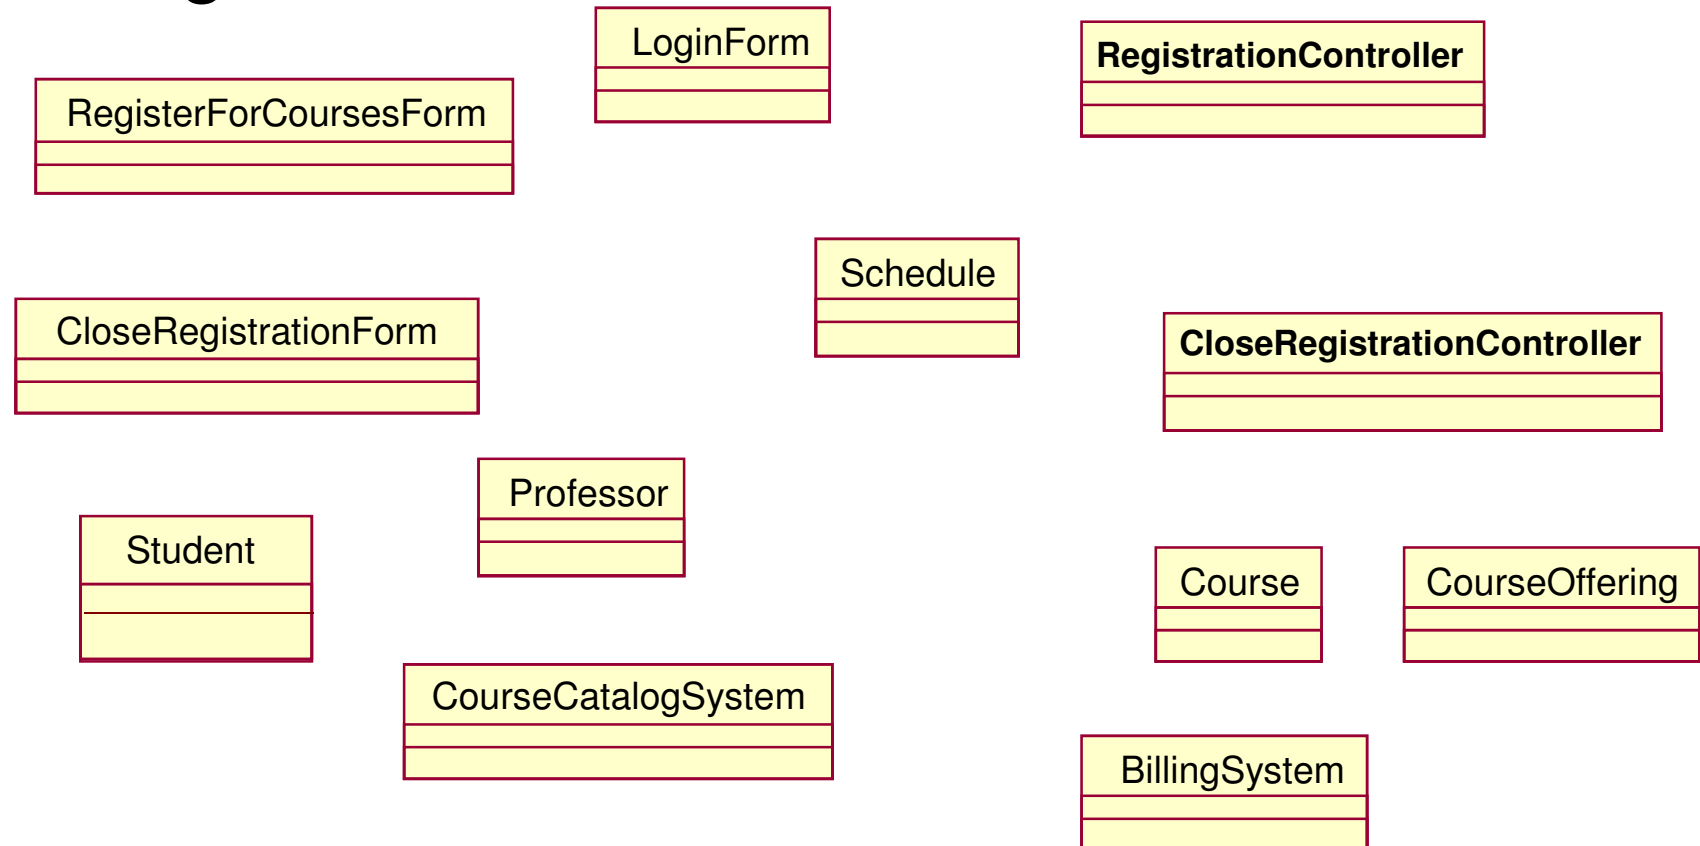 LoginForm
RegistrationController
RegisterForCoursesForm
Schedule
CloseRegistrationForm
CloseRegistrationController
Professor
Student
Course
CourseOffering
CourseCatalogSystem
BillingSystem